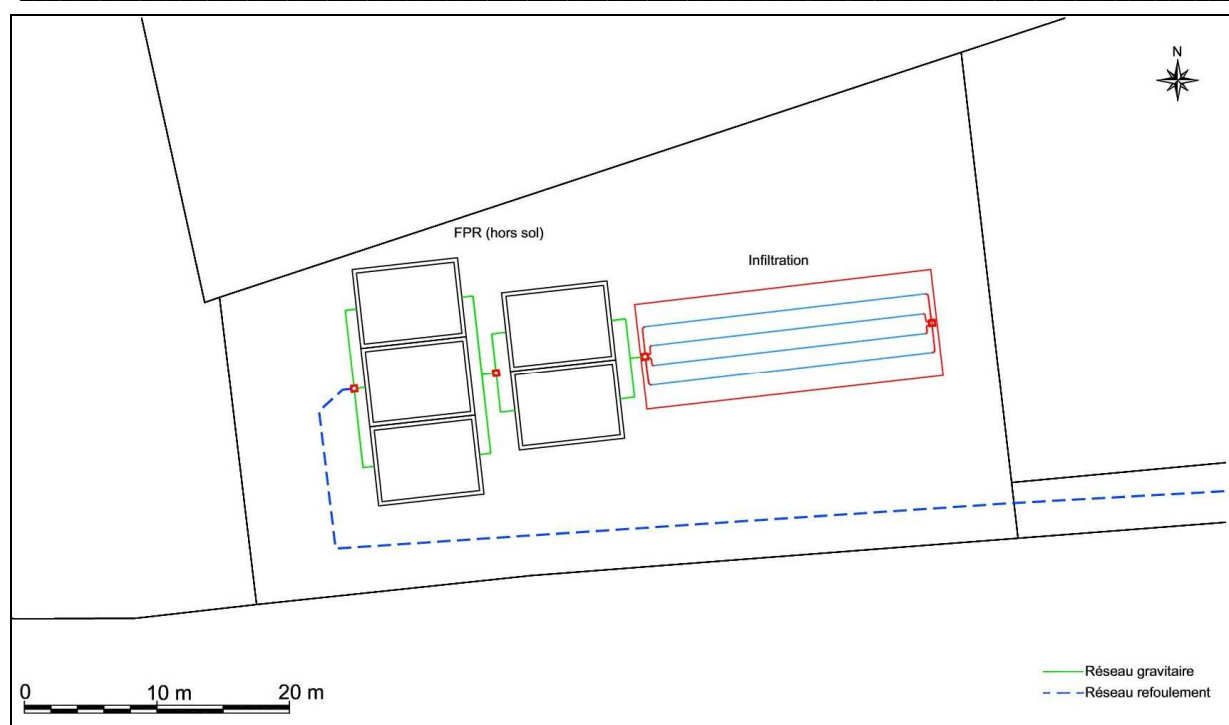 N
FPR (hors sol)
Infiltration
Réseau gravitaire
Réseau refoulement
0 10 m 20 m